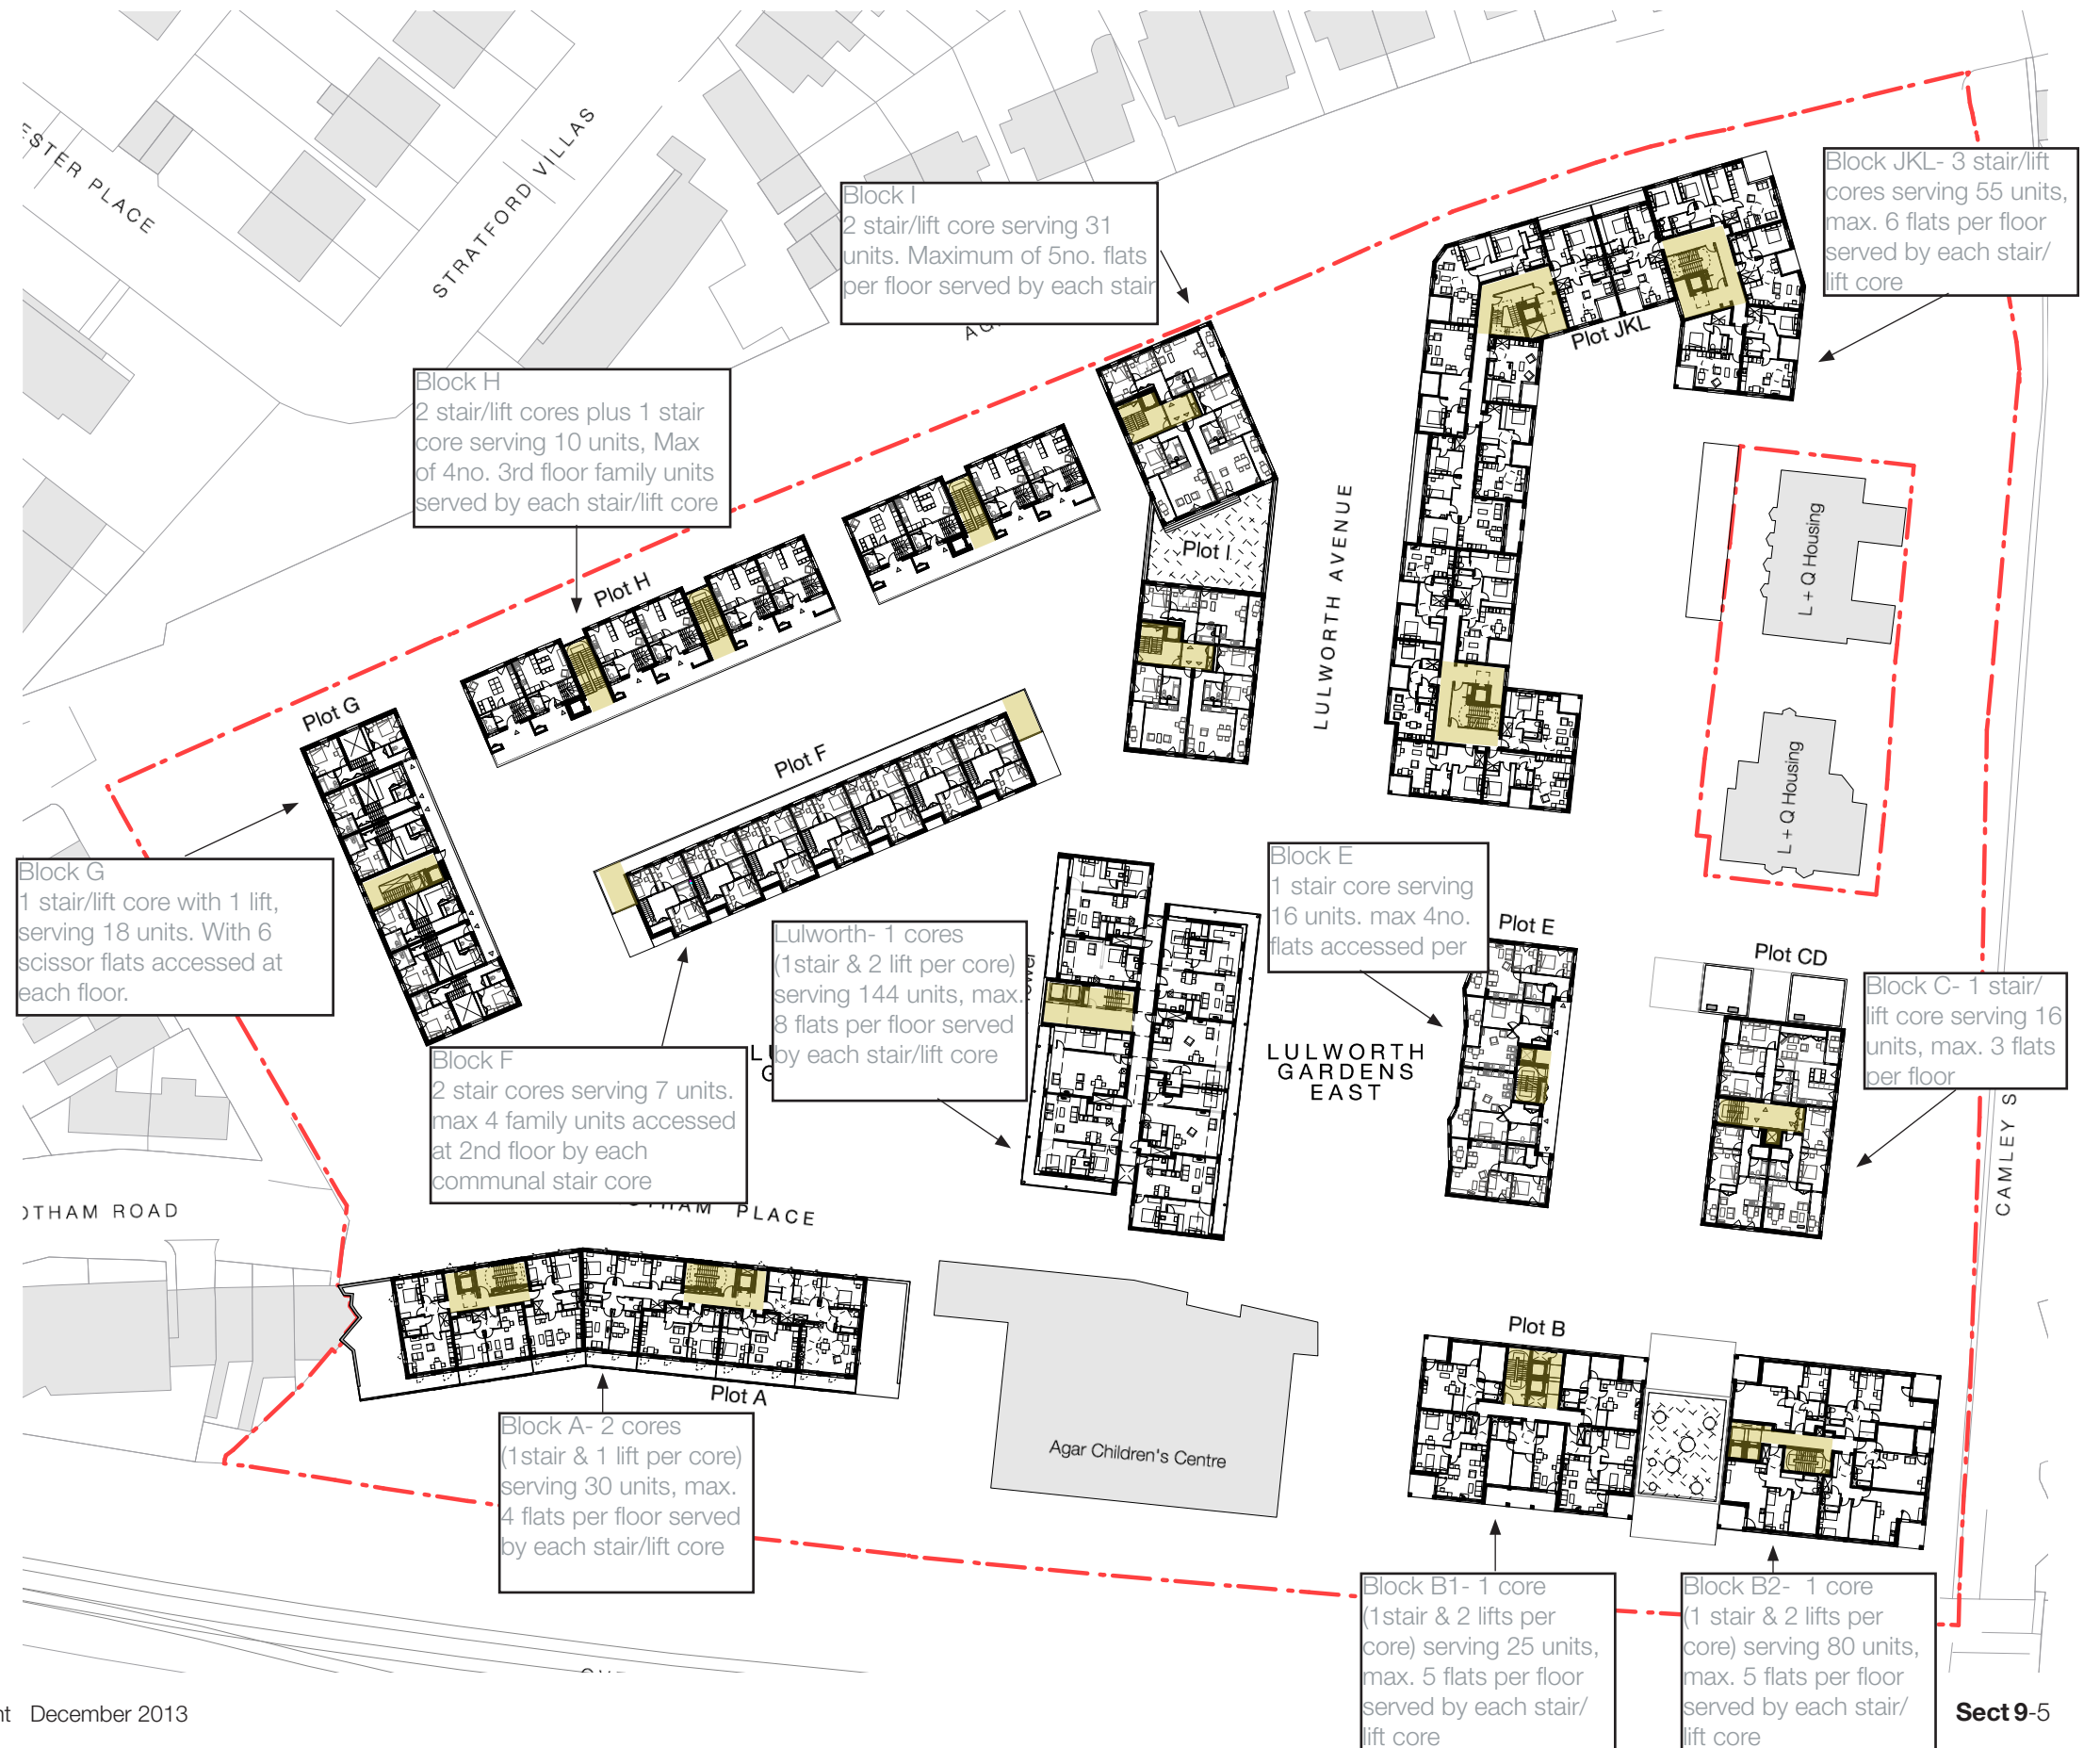 STRATFORD VILLAS
ESTER PLACE
Block I
2 stair/lift core serving 31
units. Maximum of 5no. flats
per floor served by each stair
Block JKL- 3 stair/lift
cores serving 55 units,
max. 6 flats per floor
served by each stair/
lift core
Plot JKL
Block H
2 stair/lift cores plus 1 stair
core serving 10 units, Max
of 4no. 3rd floor family units
served by each stair/lift core
Plot H
Plot I
LULWORTH AVENUE
L + Q Housing
L + Q Housing
Plot G
Plot F
Block G
1 stair/lift core with 1 lift,
serving 18 units. With 6
scissor flats accessed at
each floor.
Block E
1 stair core serving
16 units. max 4no.
flats accessed per
Plot E
Lulworth- 1 cores
(1stair & 2 lift per core)
serving 144 units, max.
8 flats per floor served
by each stair/lift core
Plot CD
Block C- 1 stair/
lift core serving 16
units, max. 3 flats
per floor
Block F
2 stair cores serving 7 units.
max 4 family units accessed
at 2nd floor by each
communal stair core
LULWORTH
GARDENS
EAST
CAMLEY S
OTHAM ROAD
OTHAM PLACE
Plot A
Block A- 2 cores
(1stair & 1 lift per core)
serving 30 units, max.
4 flats per floor served
by each stair/lift core
Agar Children's Centre
Plot B
Block B1- 1 core
(1stair & 2 lifts per
core) serving 25 units,
max. 5 flats per floor
served by each stair/
lift core
Block B2- 1 core
(1 stair & 2 lifts per
core) serving 80 units,
max. 5 flats per floor
served by each stair/
lift core
nt December 2013
Sect 9-5